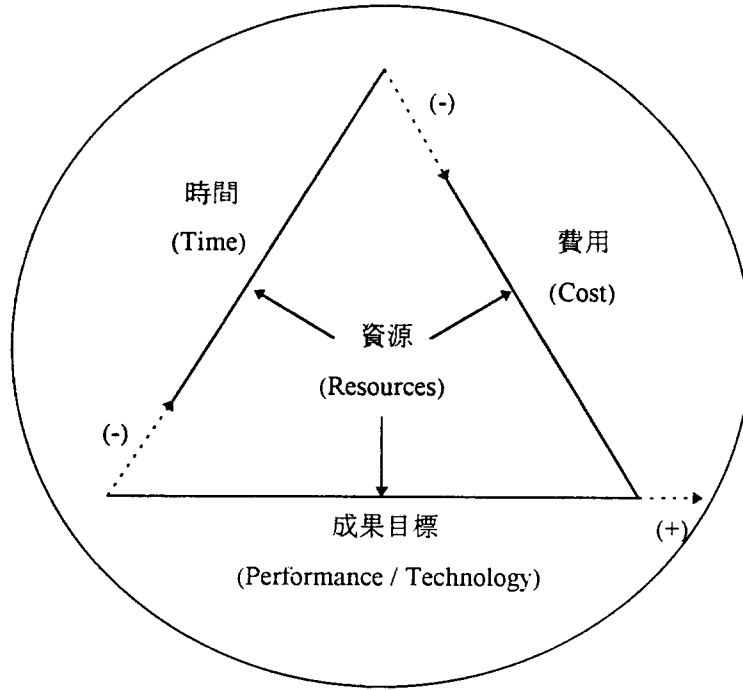 (-)
時間
(Time)
費用
(Cost)
資源
(Resources)
(-)
成果目標
(+)
(Performance / Technology)